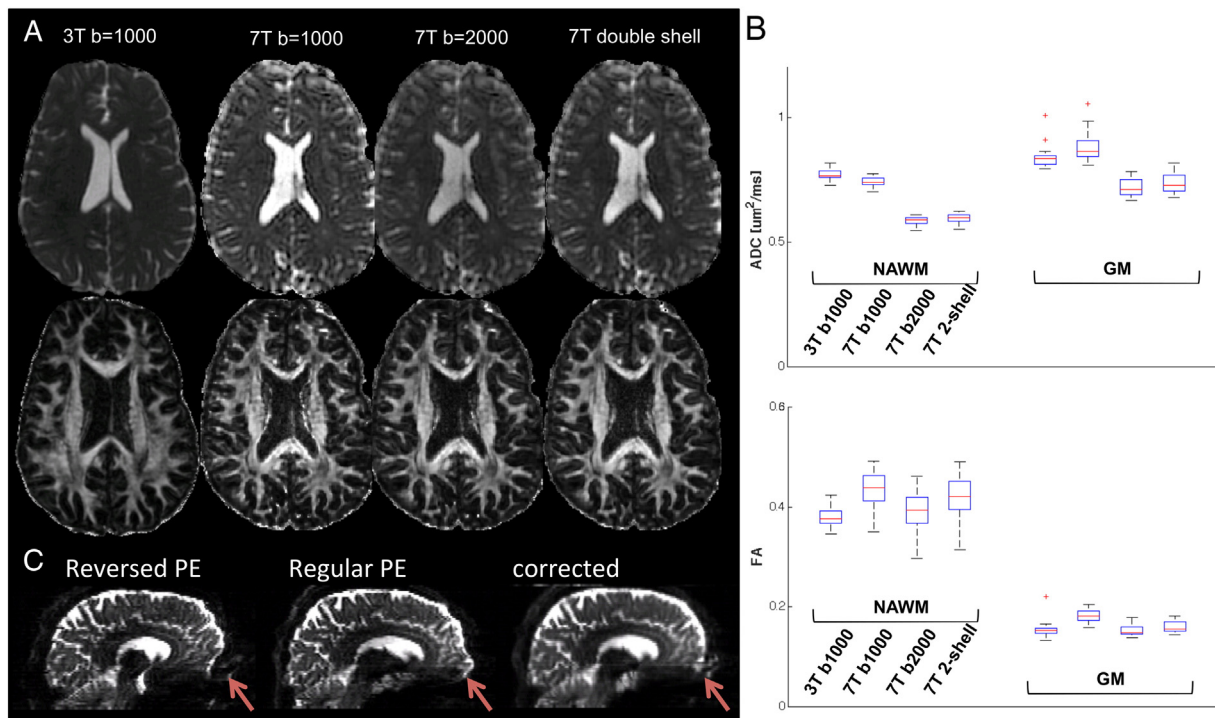 A
3T b=1000
7T b=1000
7T b=2000
7T double shell
C
Reversed PE
Regular PE
corrected
B
ADC [um²/ms]
1
0.5
0
NAWM
GM
3T b1000
7T b1000
7T b2000
7T 2-shell
FA
0.6
0.4
0.2
0
NAWM
GM
3T b1000
7T b1000
7T b2000
7T 2-shell